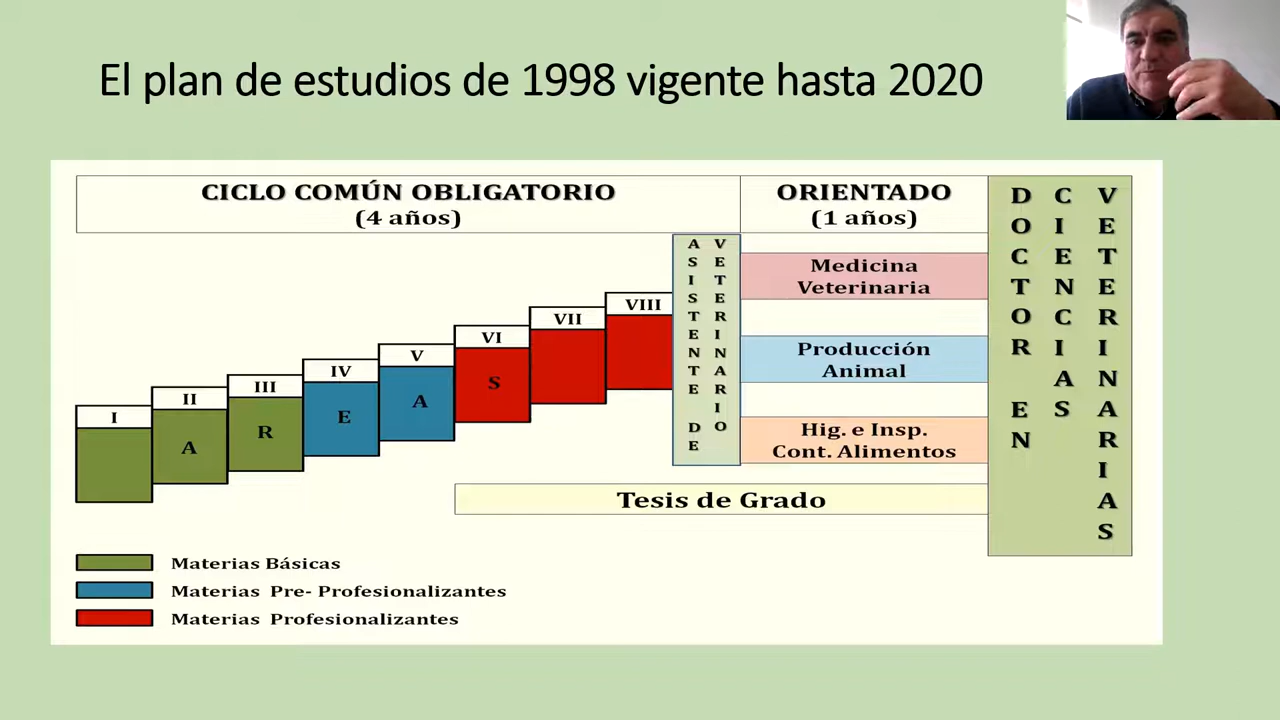 El plan de estudios de 1998 vigente hasta 2020
CICLO COMÚN OBLIGATORIO
(4 años)
ORIENTADO
(1 años)
DOCTOR EN
CIENCIAS
VETERINARIAS
ASISTENTE DE
VETERINARIO
Medicina
Veterinaria
Producción
Animal
Hig. e Insp.
Cont. Alimentos
I
II
III
IV
V
VI
VII
VIII
A
R
E
A
S
Tesis de Grado
Materias Básicas
Materias Pre- Profesionalizantes
Materias Profesionalizantes